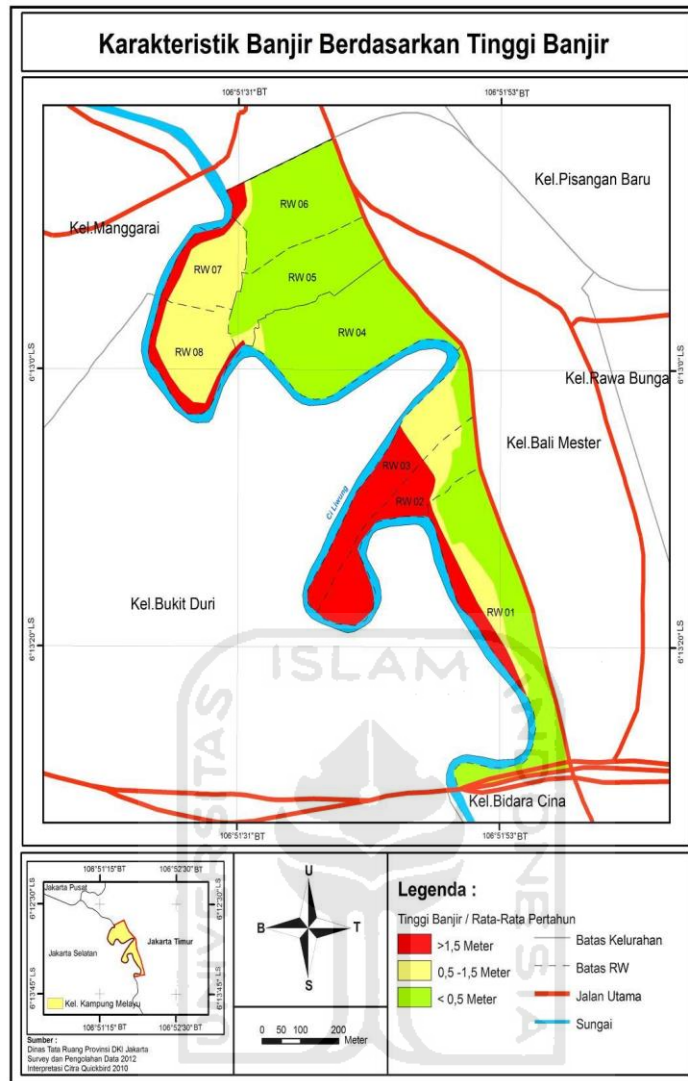 Karakteristik Banjir Berdasarkan Tinggi Banjir
106°51'31" BT
106°51'53" BT
Kel.Pisangan Baru
RW 06
Kel.Manggarai
RW 07
RW 05
RW 04
RW 08
6°13'0" LS
6°13'0" LS
Kel.Rawa Bunga
Kel.Bali Mester
RW 03
RW 02
Ci Liwung
Kel.Bukit Duri
RW 01
6°13'20" LS
6°13'20" LS
Kel.Bidara Cina
106°51'31" BT
106°51'53" BT
UNIVERSITAS ISLAM INDONESIA
106°51'15" BT
106°52'30" BT
Jakarta Pusat
6°12'30" LS
6°12'30" LS
Jakarta Timur
Jakarta Selatan
6°13'45" LS
6°13'45" LS
Kel. Kampung Melayu
106°51'15" BT
106°52'30" BT
Sumber :
Dinas Tata Ruang Provinsi DKI Jakarta
Survey dan Pengolahan Data 2012
Interpretasi Citra Quickbird 2010
U
B
T
S
0 50 100 200
Meter
Legenda :
Tinggi Banjir / Rata-Rata Pertahun
>1,5 Meter
0,5 -1,5 Meter
< 0,5 Meter
Batas Kelurahan
Batas RW
Jalan Utama
Sungai